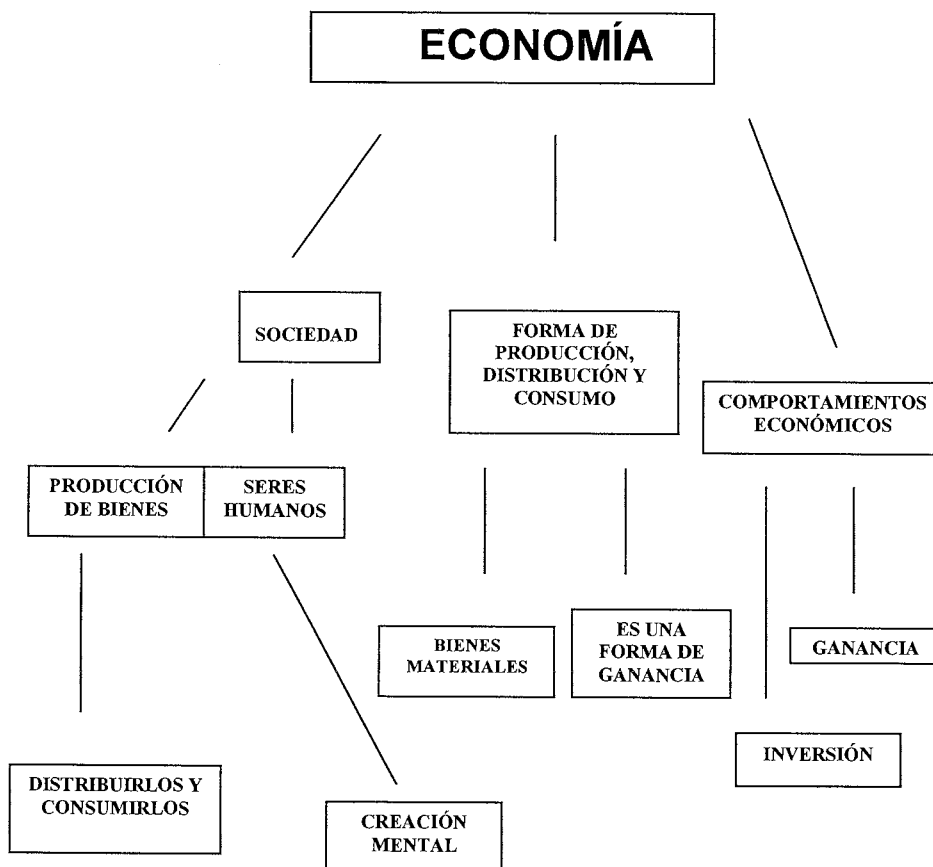 ECONOMÍA
SOCIEDAD
FORMA DE
PRODUCCIÓN,
DISTRIBUCIÓN Y
CONSUMO
COMPORTAMIENTOS
ECONÓMICOS
PRODUCCIÓN
DE BIENES
SERES
HUMANOS
BIENES
MATERIALES
ES UNA
FORMA DE
GANANCIA
GANANCIA
INVERSIÓN
DISTRIBUIRLOS Y
CONSUMIRLOS
CREACIÓN
MENTAL